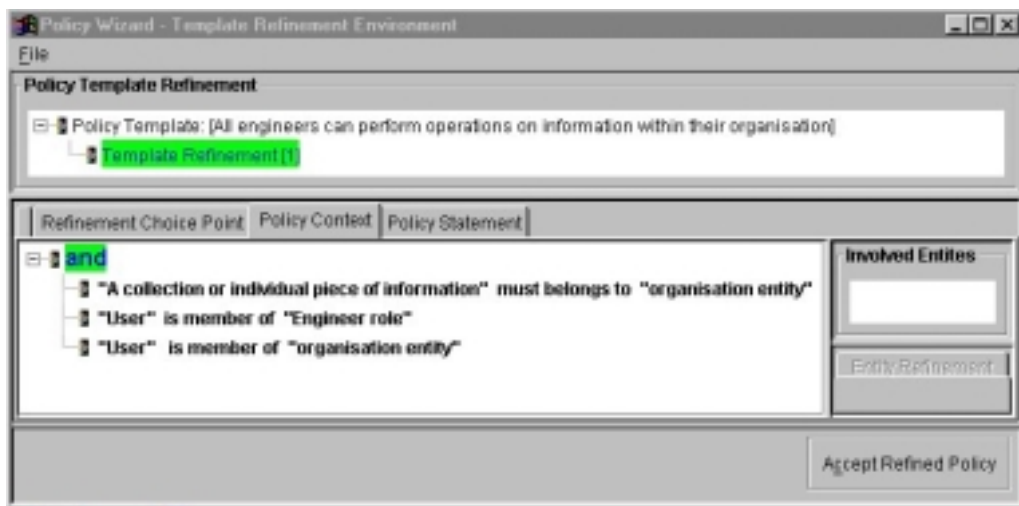 Policy Wizard - Template Refinement Environment
File
Policy Template Refinement
Policy Template: [All engineers can perform operations on information within their organisation]
Template Refinement [1]
Refinement Choice Point
Policy Context
Policy Statement
and
"A collection or individual piece of information" must belongs to "organisation entity"
"User" is member of "Engineer role"
"User" is member of "organisation entity"
Involved Entites
Entity Refinement
Accept Refined Policy